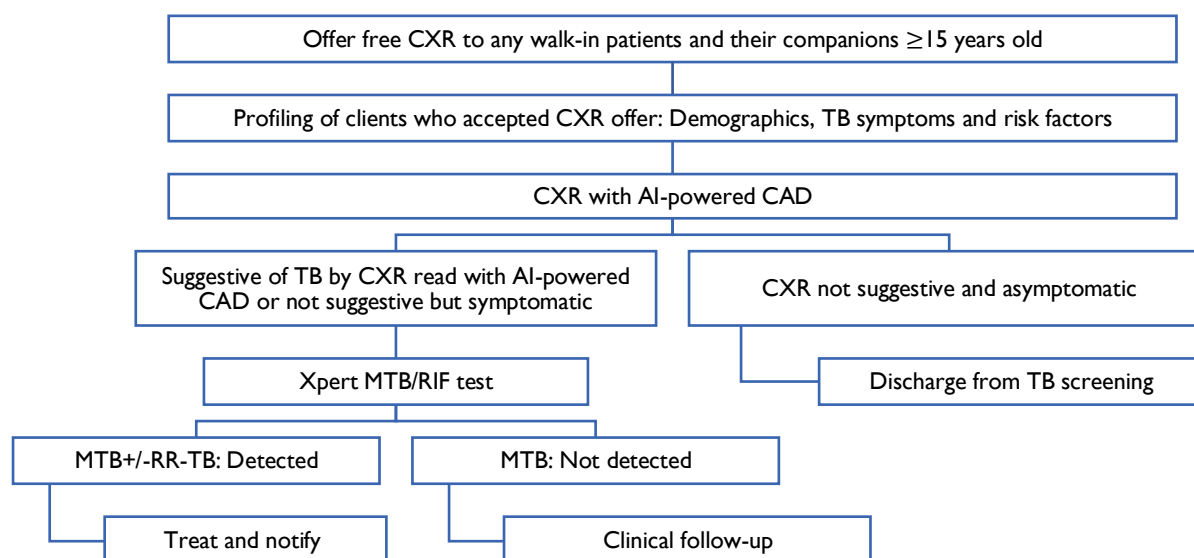 Offer free CXR to any walk-in patients and their companions ≥15 years old
Profiling of clients who accepted CXR offer: Demographics, TB symptoms and risk factors
CXR with AI-powered CAD
Suggestive of TB by CXR read with AI-powered
CAD or not suggestive but symptomatic
CXR not suggestive and asymptomatic
Xpert MTB/RIF test
Discharge from TB screening
MTB+/-RR-TB: Detected
MTB: Not detected
Treat and notify
Clinical follow-up